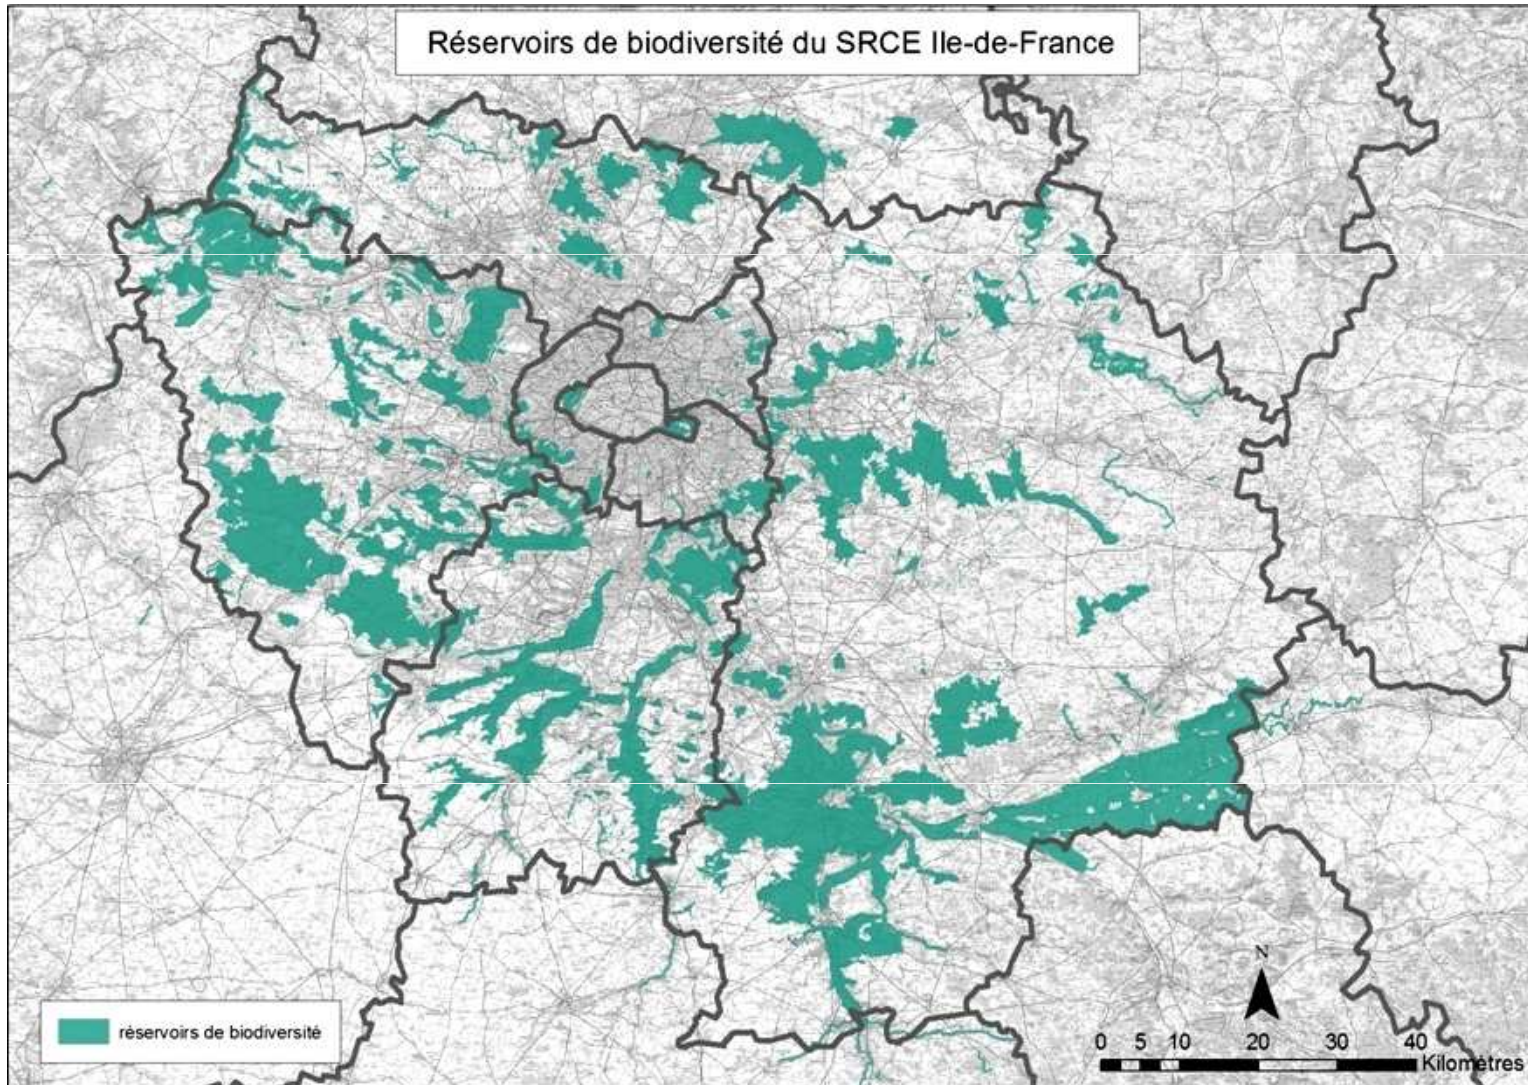 Réservoirs de biodiversité du SRCE Ile-de-France
réservoirs de biodiversité
N
0 5 10 20 30 40
Kilomètres